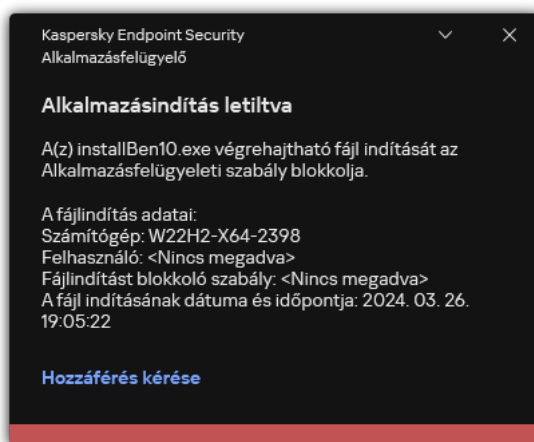 Kaspersky Endpoint Security
Alkalmazásfelügyelő
Alkalmazásindítás letiltva
A(z) installBen10.exe végrehajtható fájl indítását az
Alkalmazásfelügyeleti szabály blokkolja.
A fájlindítás adatai:
Számítógép: W22H2-X64-2398
Felhasználó: <Nincs megadva>
Fájlindítást blokkoló szabály: <Nincs megadva>
A fájl indításának dátuma és időpontja: 2024. 03. 26.
19:05:22
Hozzáférés kérése